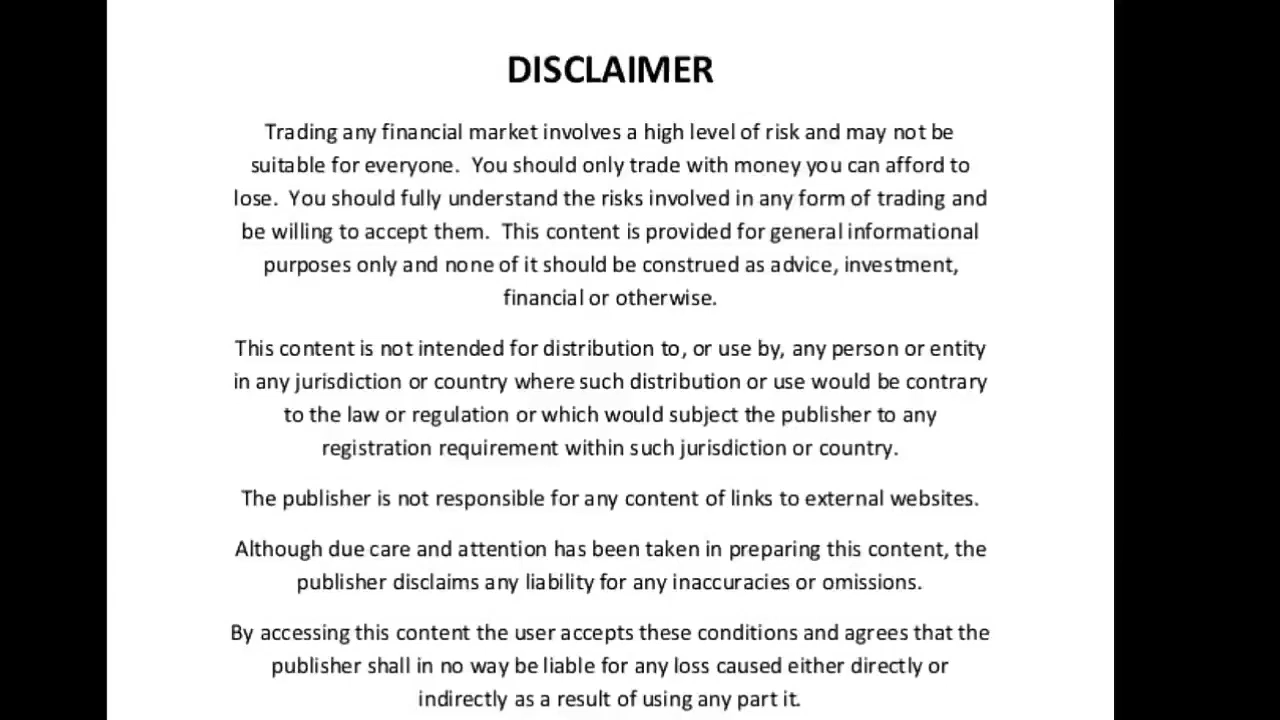 DISCLAIMER
Trading any financial market involves a high level of risk and may not be
suitable for everyone. You should only trade with money you can afford to
lose. You should fully understand the risks involved in any form of trading and
be willing to accept them. This content is provided for general informational
purposes only and none of it should be construed as advice, investment,
financial or otherwise.
This content is not intended for distribution to, or use by, any person or entity
in any jurisdiction or country where such distribution or use would be contrary
to the law or regulation or which would subject the publisher to any
registration requirement within such jurisdiction or country.
The publisher is not responsible for any content of links to external websites.
Although due care and attention has been taken in preparing this content, the
publisher disclaims any liability for any inaccuracies or omissions.
By accessing this content the user accepts these conditions and agrees that the
publisher shall in no way be liable for any loss caused either directly or
indirectly as a result of using any part it.